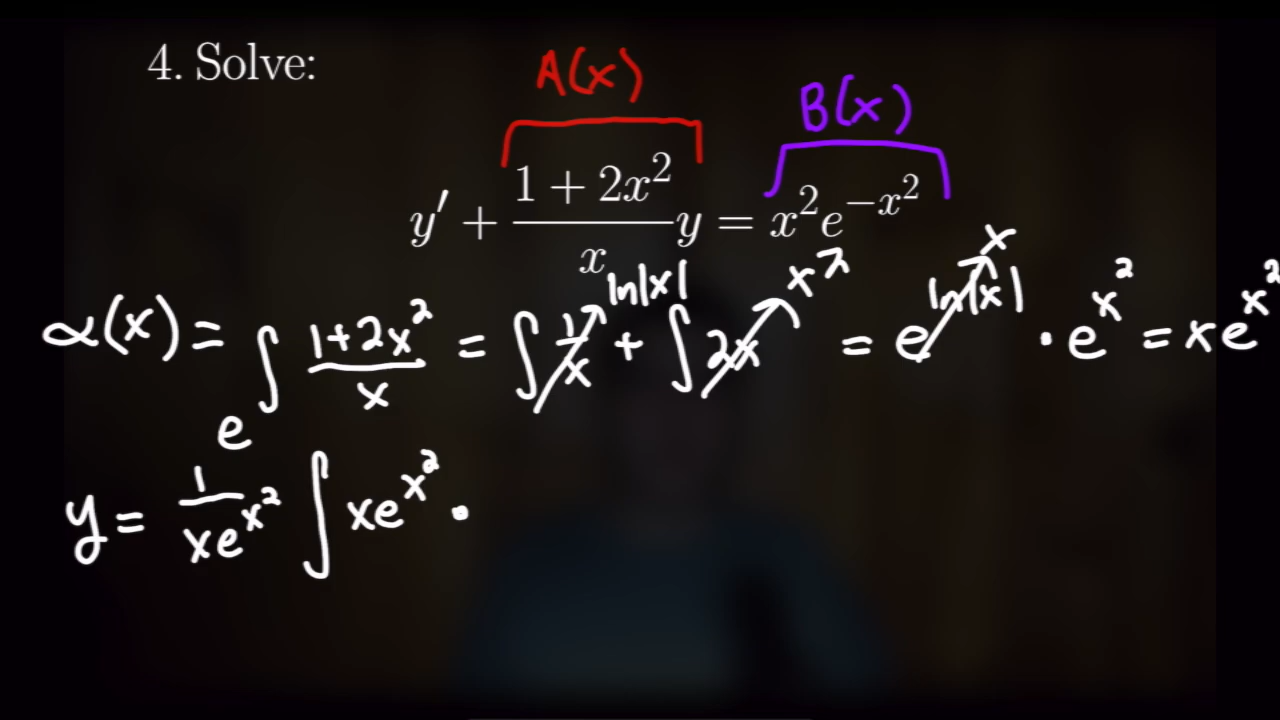 4. Solve:
A(x)
B(x)
y′ + (1 + 2x²)/x y = x²e^(−x²)
α(x) = e^∫ (1+2x²)/x = ∫ 1/x + ∫ 2x = e^(ln|x|) · e^(x²) = xe^(x²)
ln|x| x² x
y = 1/(xe^(x²)) ∫ xe^(x²) ·